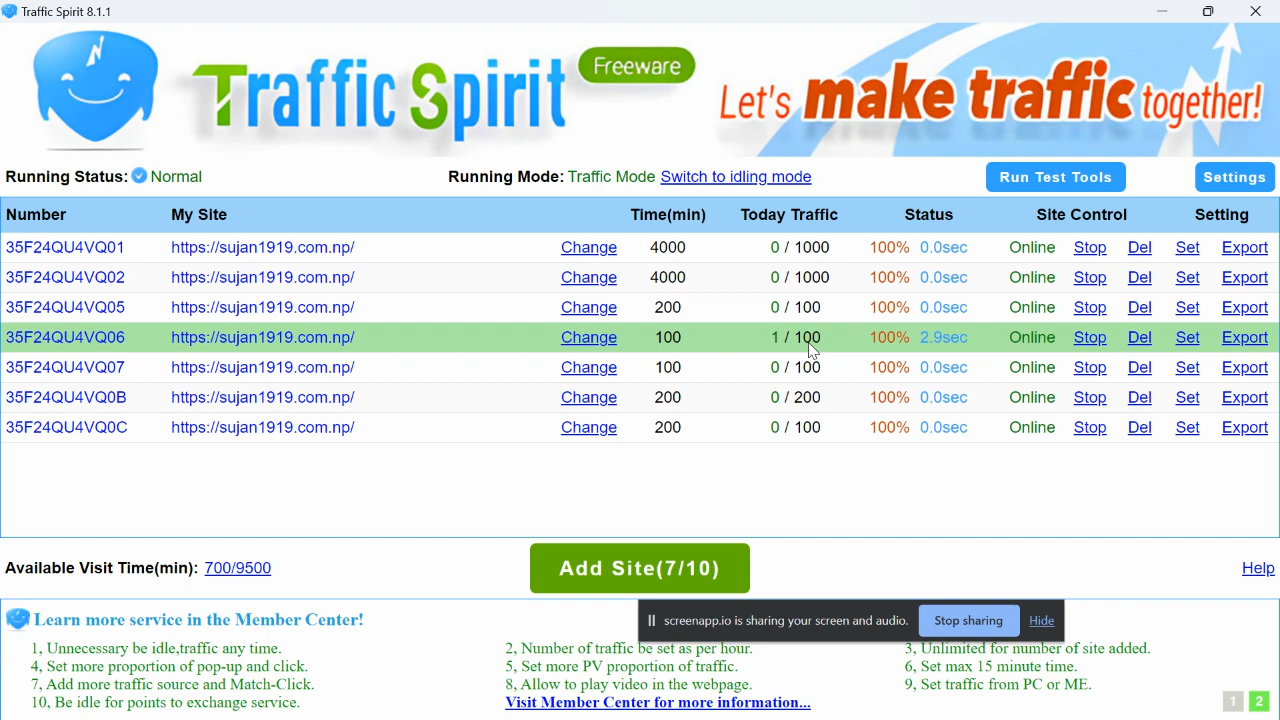 Traffic Spirit 8.1.1
Traffic Spirit Freeware Let's make traffic together!
Running Status: Normal Running Mode: Traffic Mode Switch to idling mode Run Test Tools Settings
Number My Site Time(min) Today Traffic Status Site Control Setting
35F24QU4VQ01 https://sujan1919.com.np/ Change 4000 0 / 1000 100% 0.0sec Online Stop Del Set Export
35F24QU4VQ02 https://sujan1919.com.np/ Change 4000 0 / 1000 100% 0.0sec Online Stop Del Set Export
35F24QU4VQ05 https://sujan1919.com.np/ Change 200 0 / 100 100% 0.0sec Online Stop Del Set Export
35F24QU4VQ06 https://sujan1919.com.np/ Change 100 1 / 100 100% 2.9sec Online Stop Del Set Export
35F24QU4VQ07 https://sujan1919.com.np/ Change 100 0 / 100 100% 0.0sec Online Stop Del Set Export
35F24QU4VQ0B https://sujan1919.com.np/ Change 200 0 / 200 100% 0.0sec Online Stop Del Set Export
35F24QU4VQ0C https://sujan1919.com.np/ Change 200 0 / 100 100% 0.0sec Online Stop Del Set Export
Available Visit Time(min): 700/9500 Add Site(7/10) Help
Learn more service in the Member Center!
screenapp.io is sharing your screen and audio. Stop sharing Hide
1, Unnecessary be idle,traffic any time. 2, Number of traffic be set as per hour. 3, Unlimited for number of site added.
4, Set more proportion of pop-up and click. 5, Set more PV proportion of traffic. 6, Set max 15 minute time.
7, Add more traffic source and Match-Click. 8, Allow to play video in the webpage. 9, Set traffic from PC or ME.
10, Be idle for points to exchange service. Visit Member Center for more information... 1 2